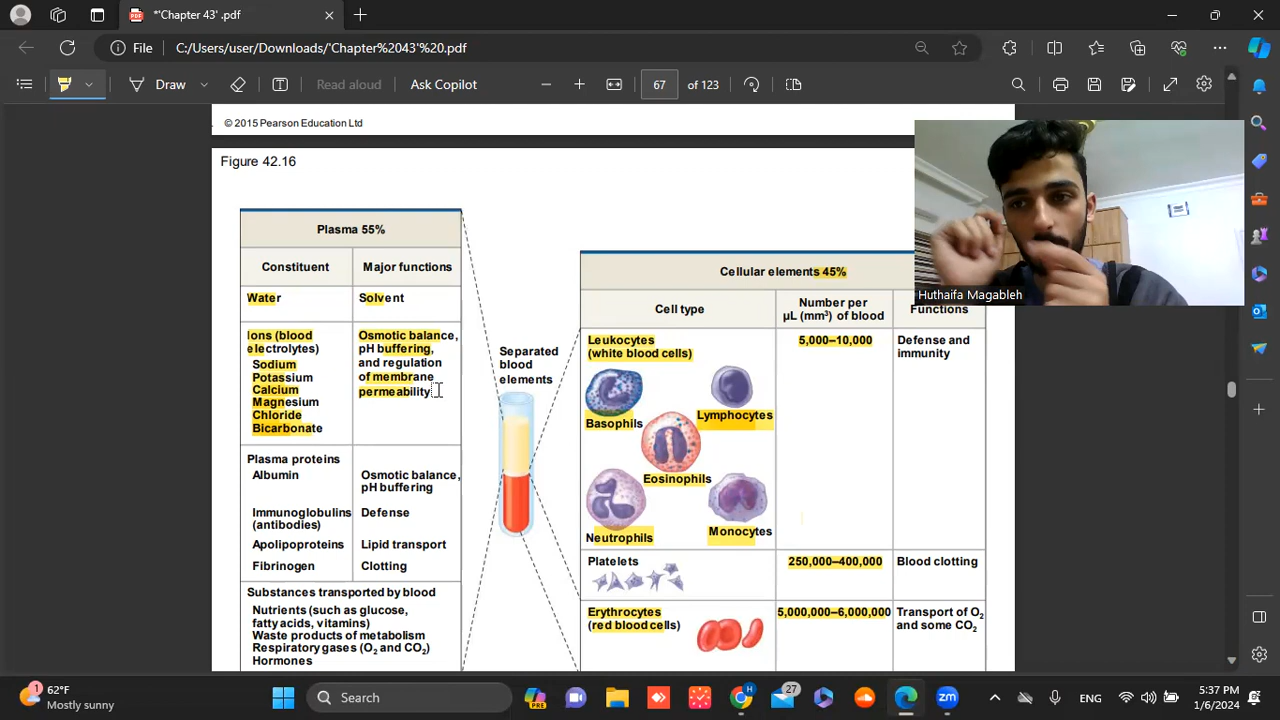 *'Chapter 43' .pdf
File
C:/Users/user/Downloads/'Chapter%2043'%20.pdf
Draw
Read aloud
Ask Copilot
67
of 123
© 2015 Pearson Education Ltd
Figure 42.16
Plasma 55%
Constituent
Major functions
Water
Solvent
Ions (blood
electrolytes)
Sodium
Potassium
Calcium
Magnesium
Chloride
Bicarbonate
Osmotic balance,
pH buffering,
and regulation
of membrane
permeability
Plasma proteins
Albumin
Osmotic balance,
pH buffering
Immunoglobulins
(antibodies)
Defense
Apolipoproteins
Lipid transport
Fibrinogen
Clotting
Substances transported by blood
Nutrients (such as glucose,
fatty acids, vitamins)
Waste products of metabolism
Respiratory gases (O₂ and CO₂)
Hormones
Separated
blood
elements
Cellular elements 45%
Cell type
Number per
µL (mm³) of blood
Functions
Leukocytes
(white blood cells)
5,000–10,000
Defense and
immunity
Basophils
Lymphocytes
Eosinophils
Neutrophils
Monocytes
Platelets
250,000–400,000
Blood clotting
Erythrocytes
(red blood cells)
5,000,000–6,000,000
Transport of O₂
and some CO₂
Huthaifa Magableh
1
62°F
Mostly sunny
Search
PRE
H
27
zm
ENG
5:37 PM
1/6/2024